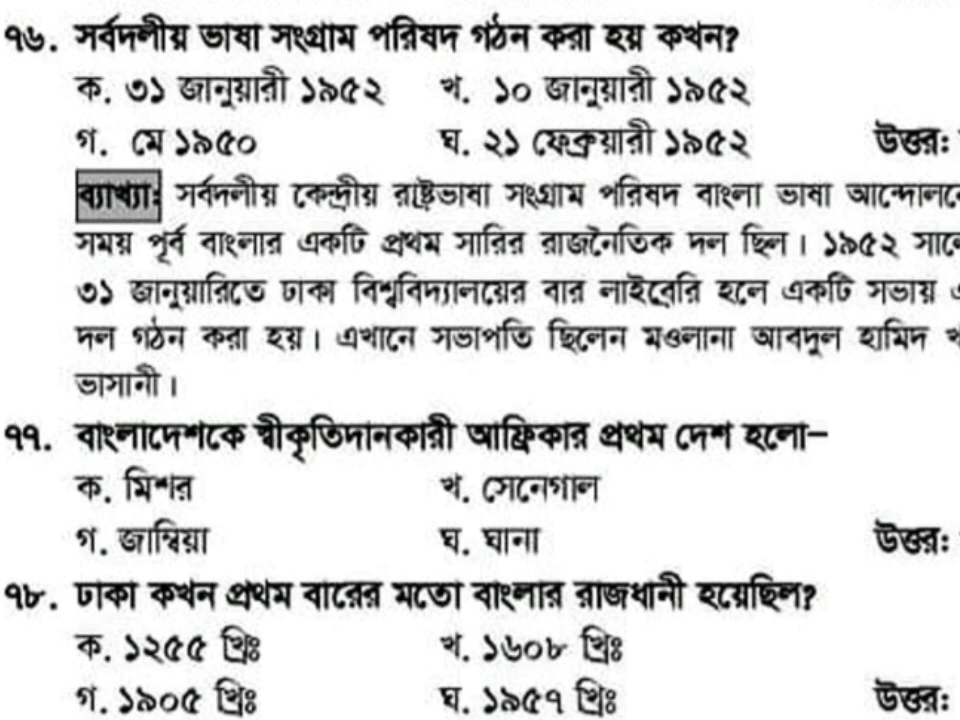 ৭৬. সর্বদলীয় ভাষা সংগ্রাম পরিষদ গঠন করা হয় কখন?
ক. ৩১ জানুয়ারী ১৯৫২ খ. ১০ জানুয়ারী ১৯৫২
গ. মে ১৯৫০ ঘ. ২১ ফেব্রুয়ারী ১৯৫২ উত্তর:
ব্যাখ্যা: সর্বদলীয় কেন্দ্রীয় রাষ্ট্রভাষা সংগ্রাম পরিষদ বাংলা ভাষা
সময় পূর্ব বাংলার একটি প্রথম সারির রাজনৈতিক দল ছিল। ১৯৫২
৩১ জানুয়ারিতে ঢাকা বিশ্ববিদ্যালয়ের বার লাইব্রেরি হলে একটি সভায়
দল গঠন করা হয়। এখানে সভাপতি ছিলেন মওলানা আবদুল হামিদ
ভাসানী।
৭৭. বাংলাদেশকে স্বীকৃতিদানকারী আফ্রিকার প্রথম দেশ হলো–
ক. মিশর খ. সেনেগাল
গ. জাম্বিয়া ঘ. ঘানা উত্তর:
৭৮. ঢাকা কখন প্রথম বারের মতো বাংলার রাজধানী হয়েছিল?
ক. ১২৫৫ খ্রিঃ খ. ১৬০৮ খ্রিঃ
গ. ১৯০৫ খ্রিঃ ঘ. ১৯৫৭ খ্রিঃ উত্তর: